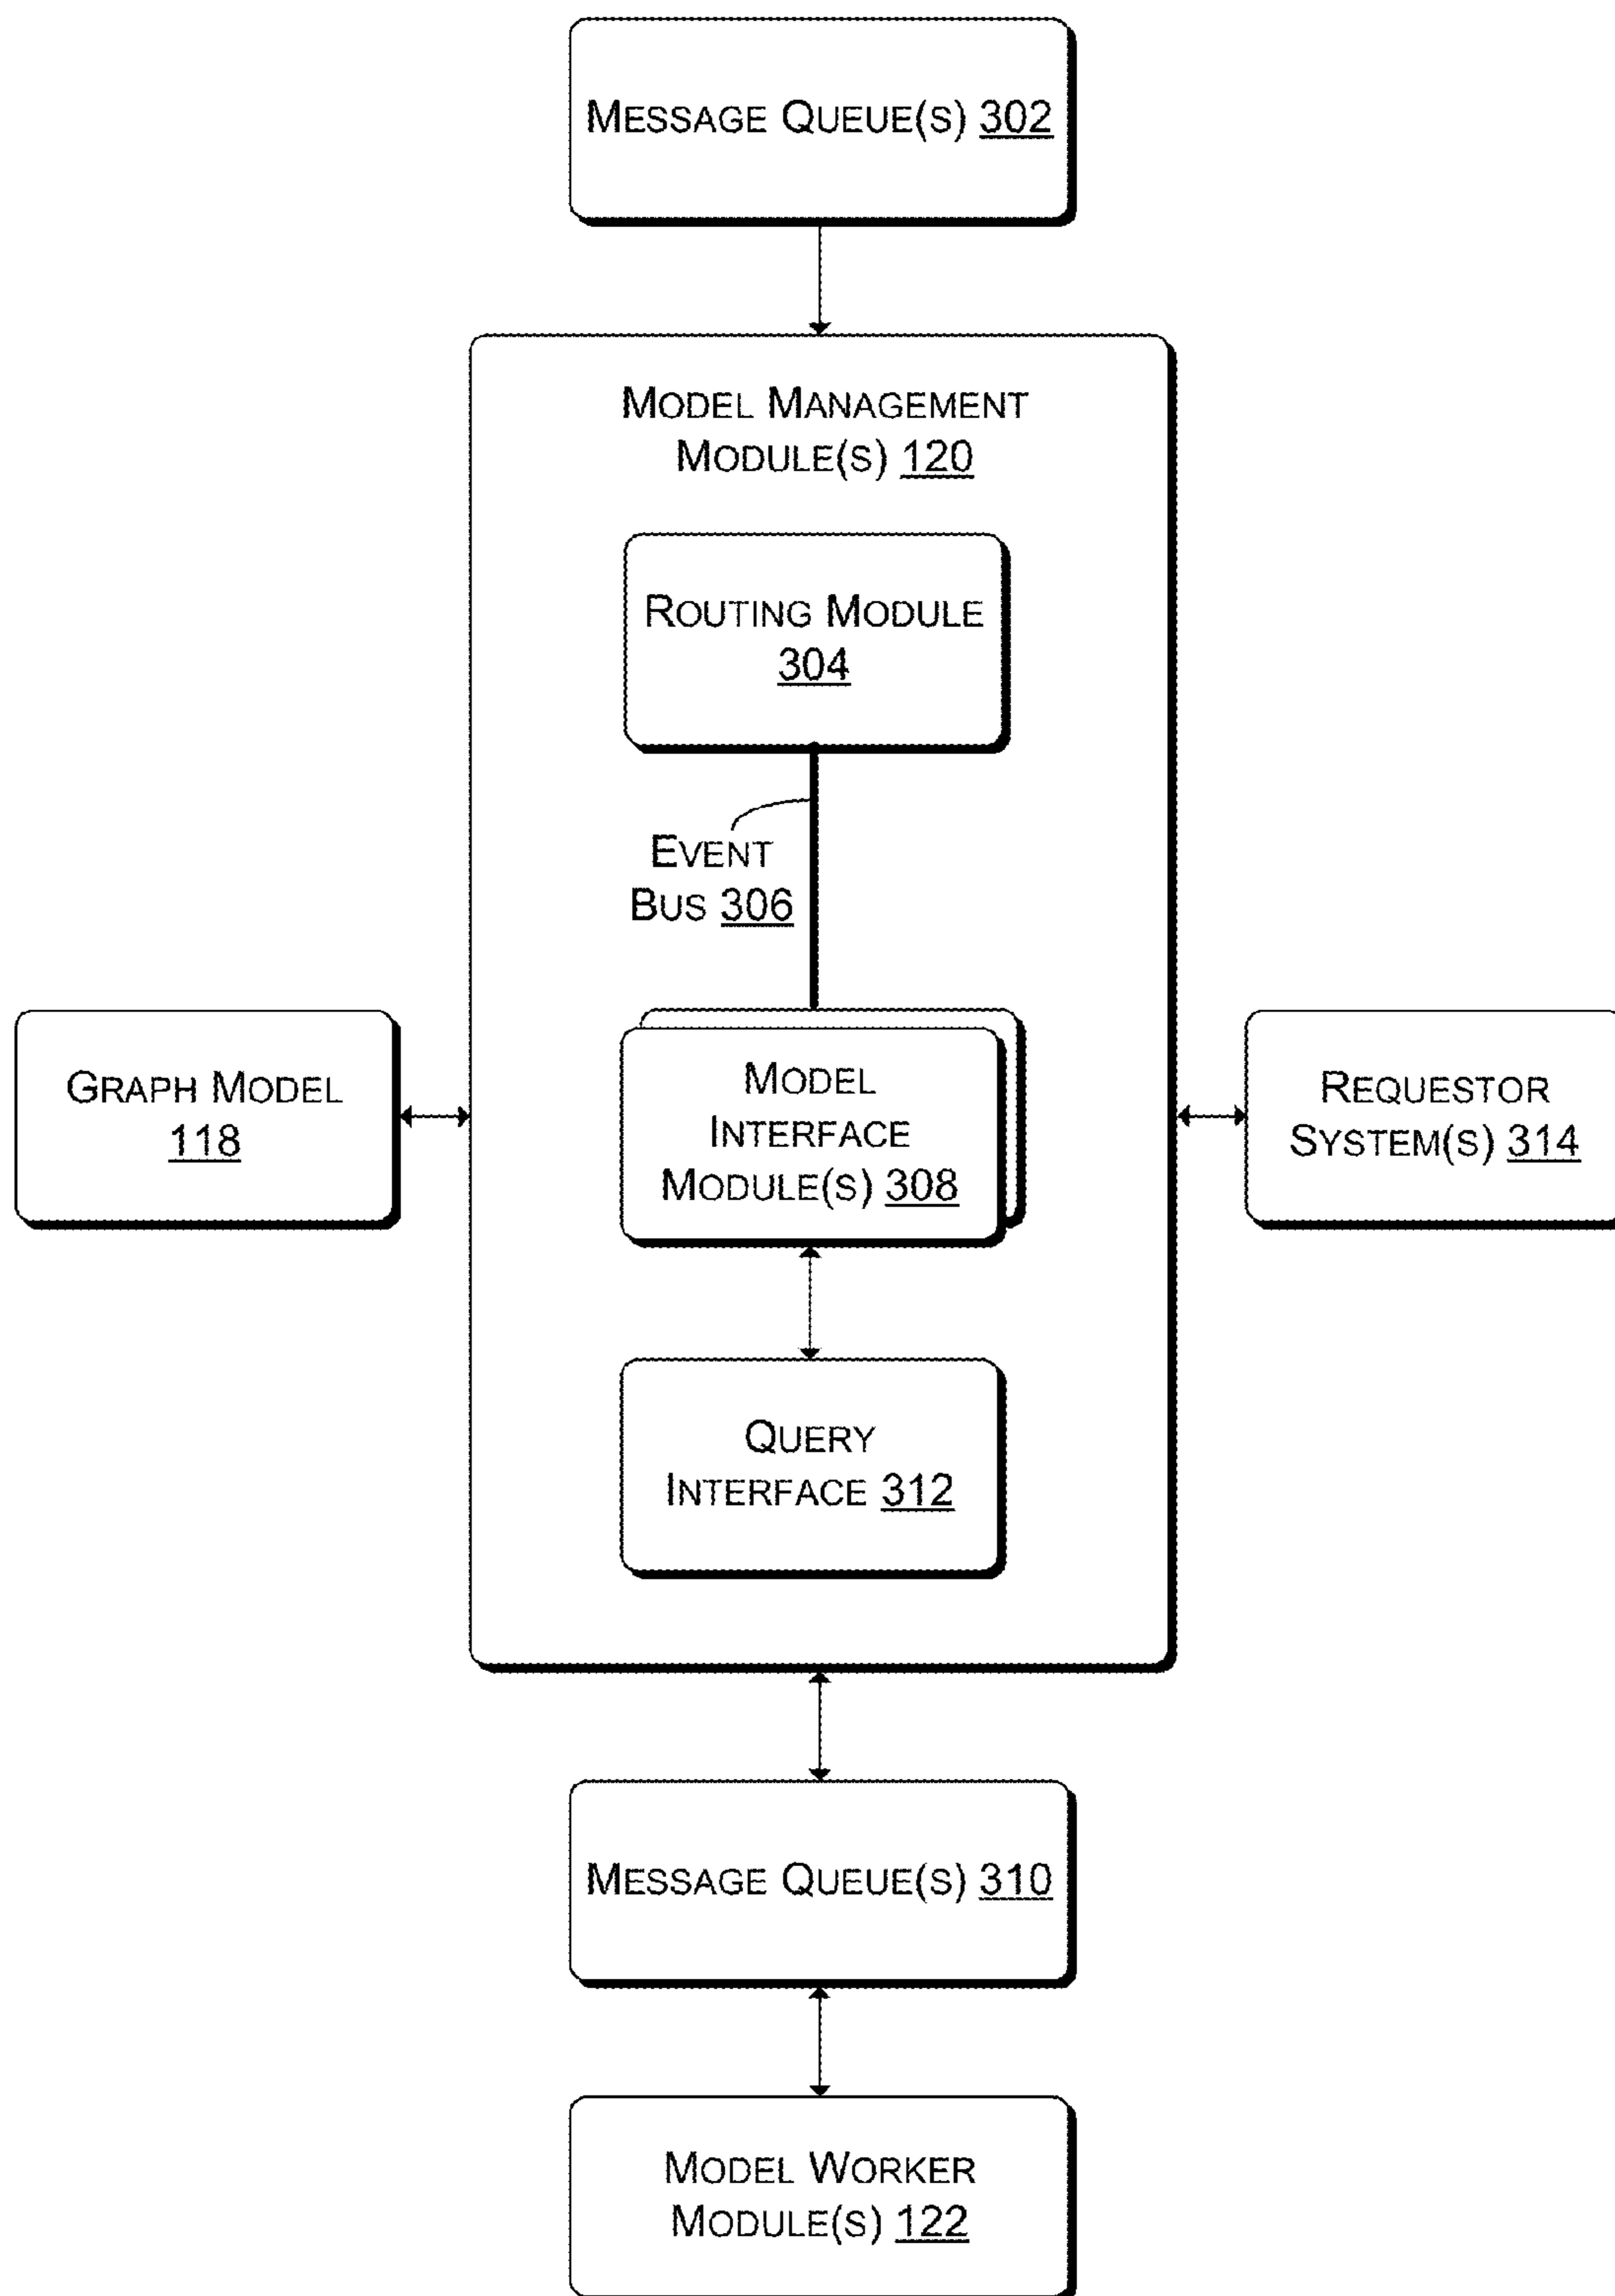 MESSAGE QUEUE(S) 302
MODEL MANAGEMENT
MODULE(S) 120
ROUTING MODULE
304
EVENT
BUS 306
GRAPH MODEL
118
MODEL
INTERFACE
MODULE(S) 308
REQUESTOR
SYSTEM(S) 314
QUERY
INTERFACE 312
MESSAGE QUEUE(S) 310
MODEL WORKER
MODULE(S) 122